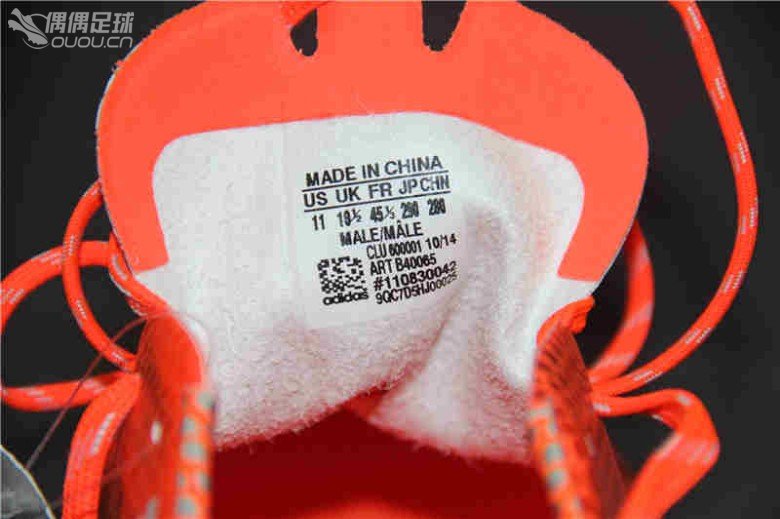 偶偶足球
OUOU.CN
MADE IN CHINA
US UK FR JP CHN
11 10½ 45⅓ 290 280
MALE/MÂLE
CLU 600001 10/14
ART B40065
#110830042
9QC7D5HJ00025
adidas